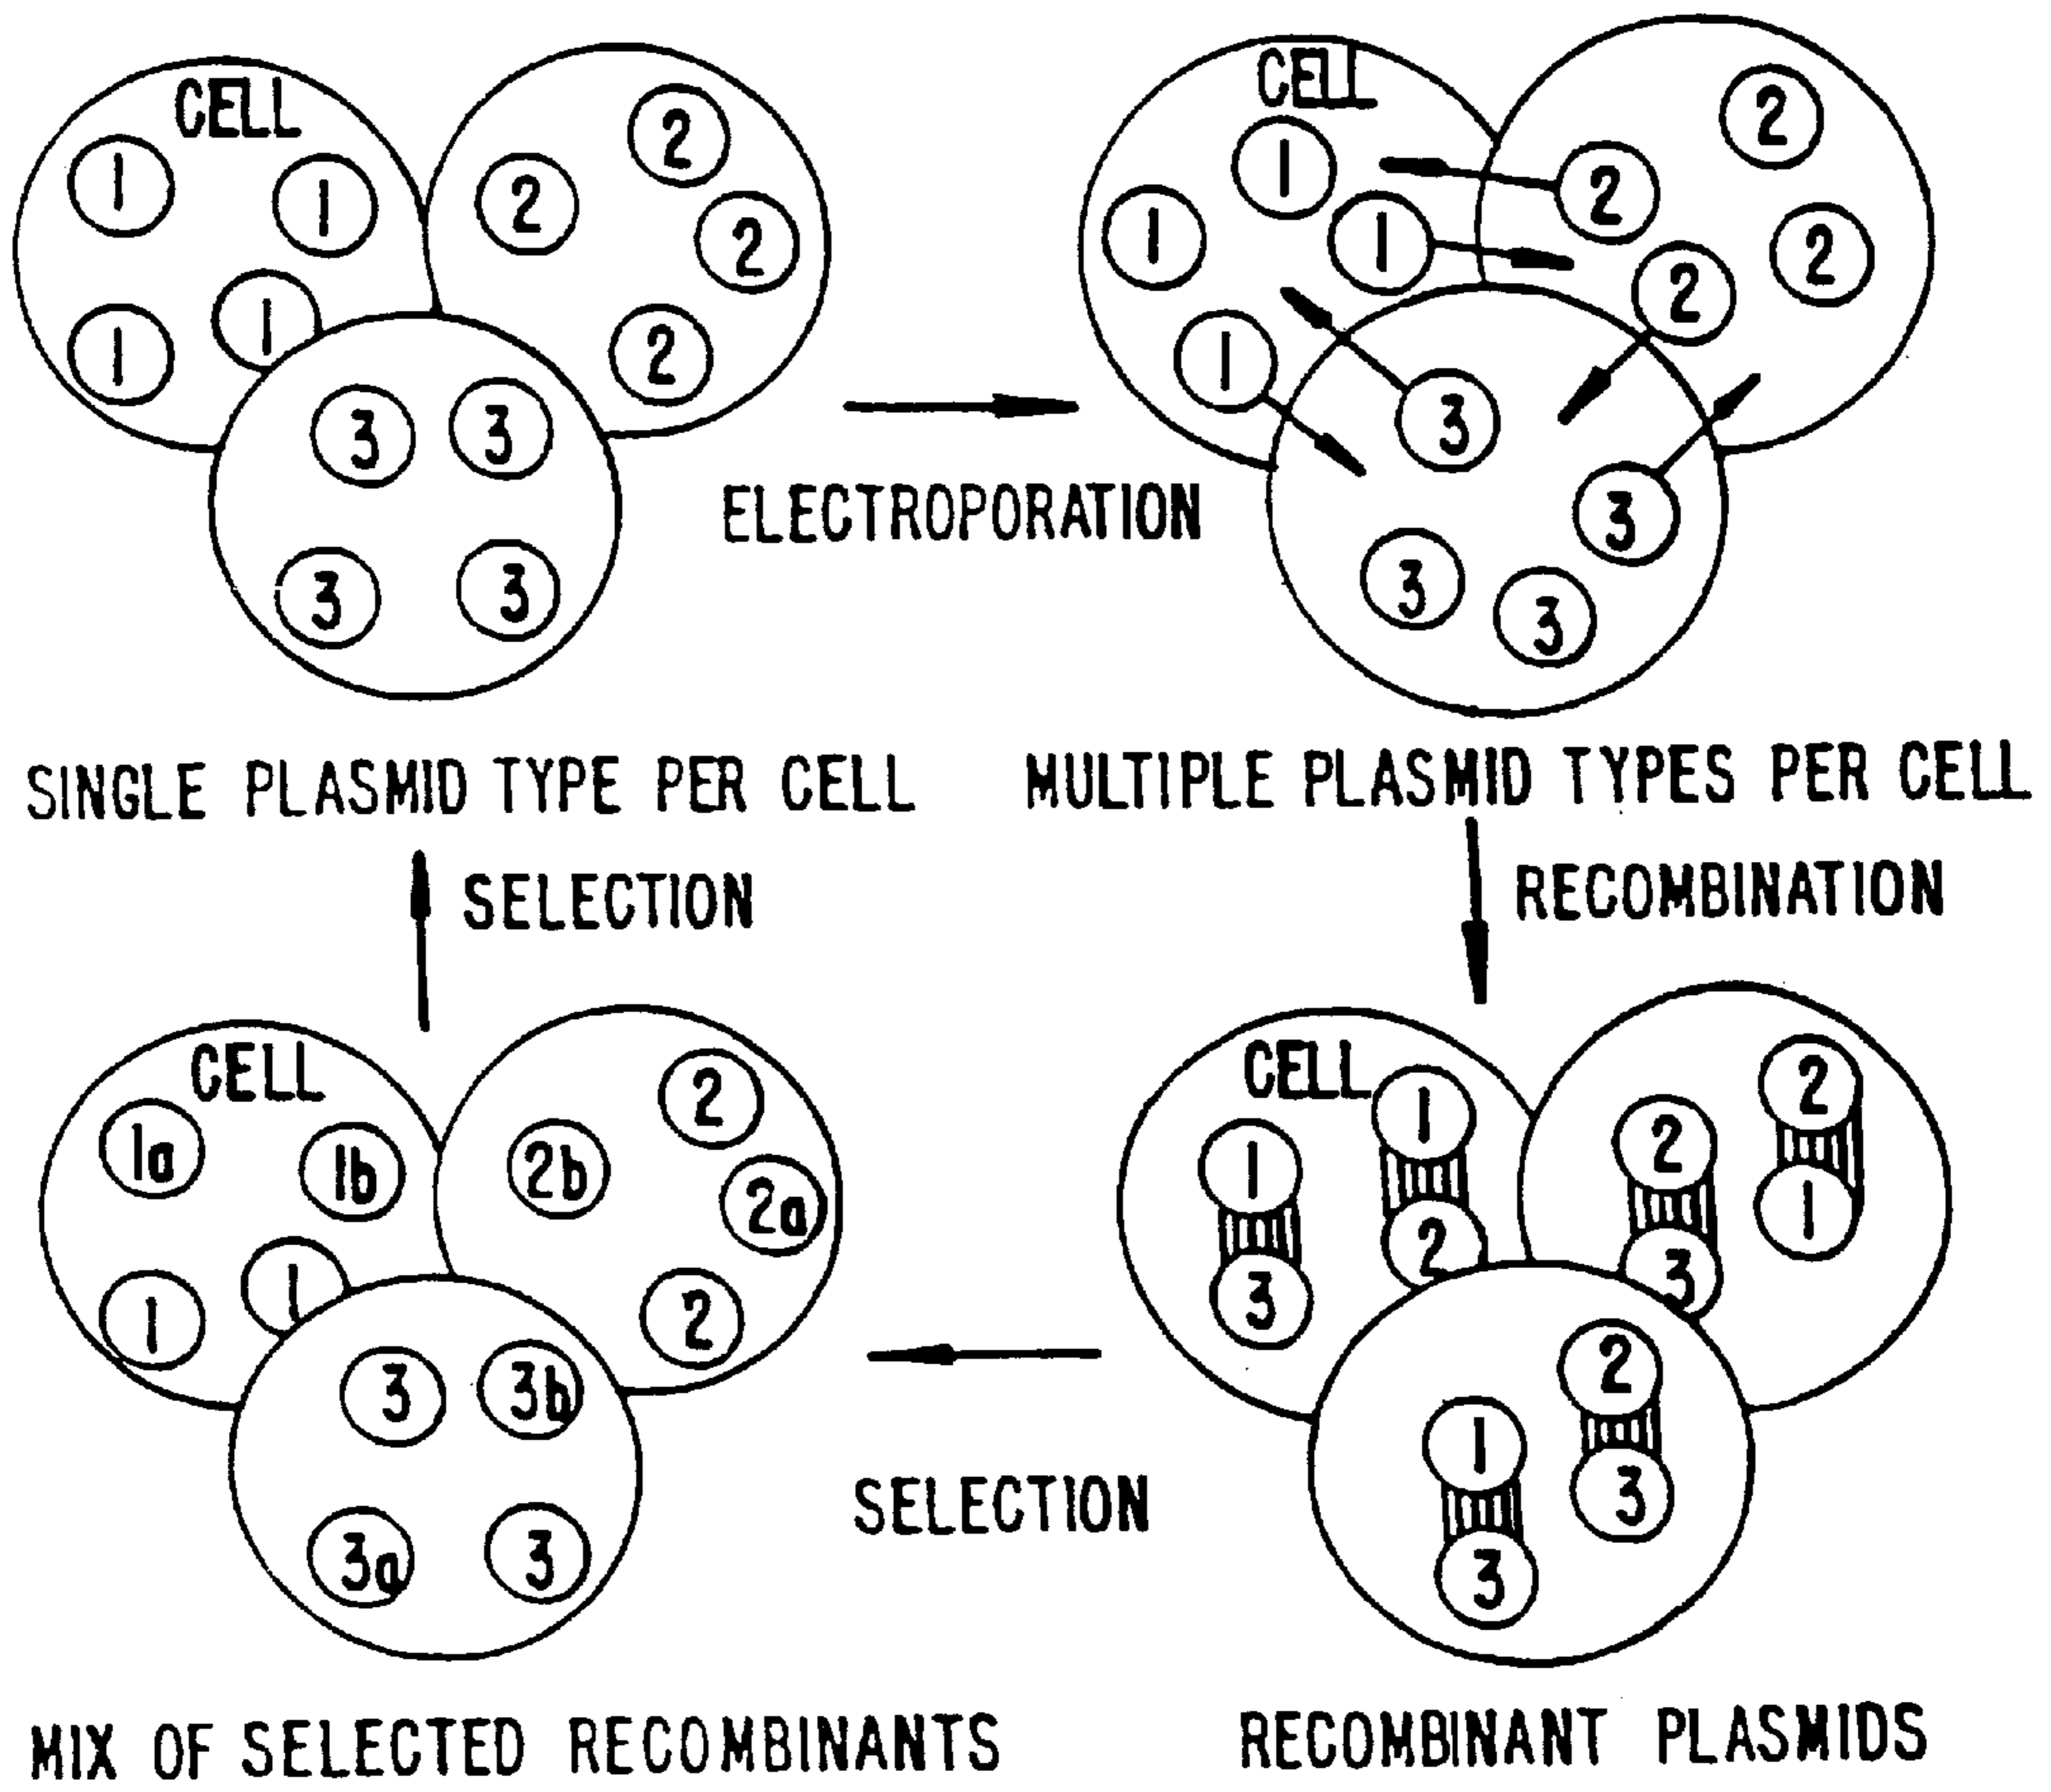 CELL
1
1
1
1
2
2
2
2
3
3
3
3
ELECTROPORATION
CELL
1
1
1
1
2
2
2
2
3
3
3
3
SINGLE PLASMID TYPE PER CELL
MULTIPLE PLASMID TYPES PER CELL
SELECTION
RECOMBINATION
CELL
1a
1b
1
1
2
2b
2a
2
3
3b
3a
3
SELECTION
CELL
1
3
1
2
2
3
2
1
1
3
2
3
MIX OF SELECTED RECOMBINANTS
RECOMBINANT PLASMIDS